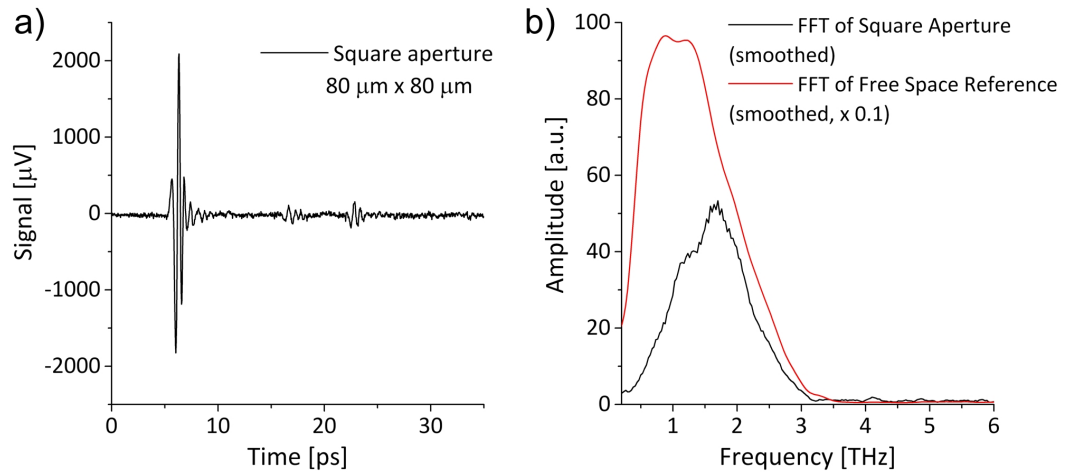 a)
Square aperture
80 μm x 80 μm
Signal [μV]
2000
1000
0
-1000
-2000
0 10 20 30
Time [ps]
b)
FFT of Square Aperture
(smoothed)
FFT of Free Space Reference
(smoothed, x 0.1)
Amplitude [a.u.]
100
80
60
40
20
0
1 2 3 4 5 6
Frequency [THz]